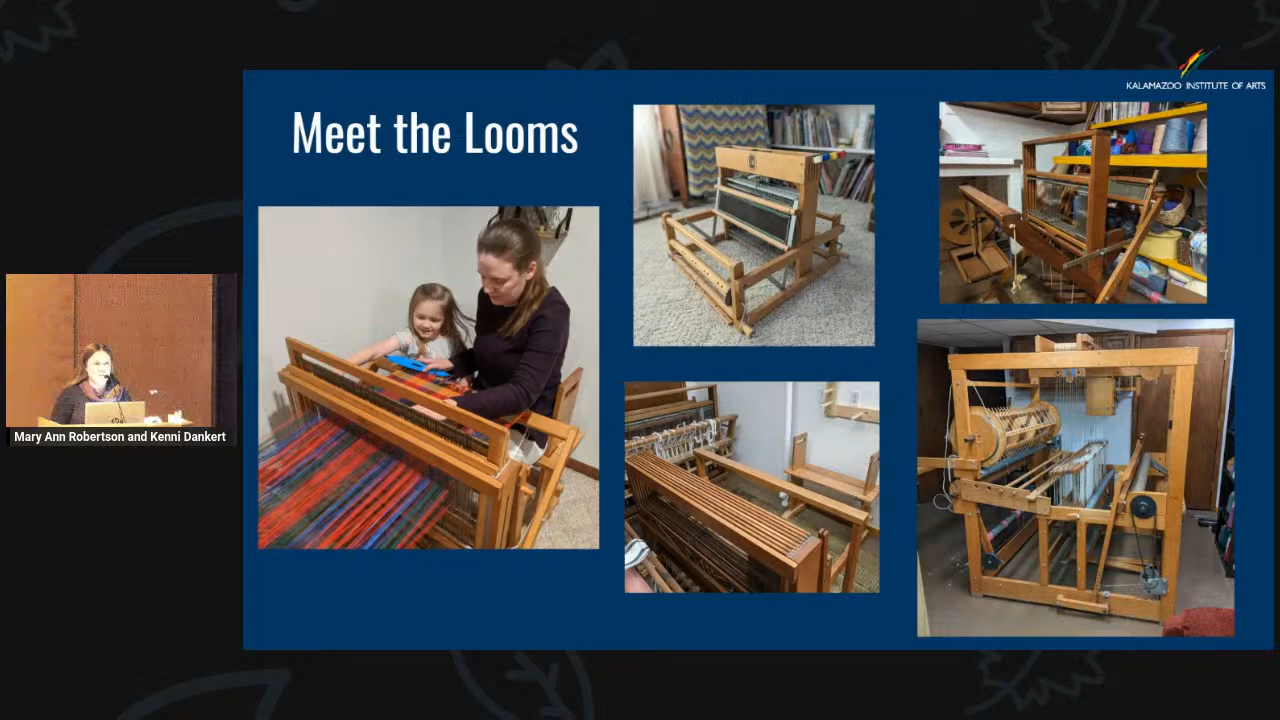 KALAMAZOO INSTITUTE OF ARTS
Meet the Looms
Mary Ann Robertson and Kenni Dankert